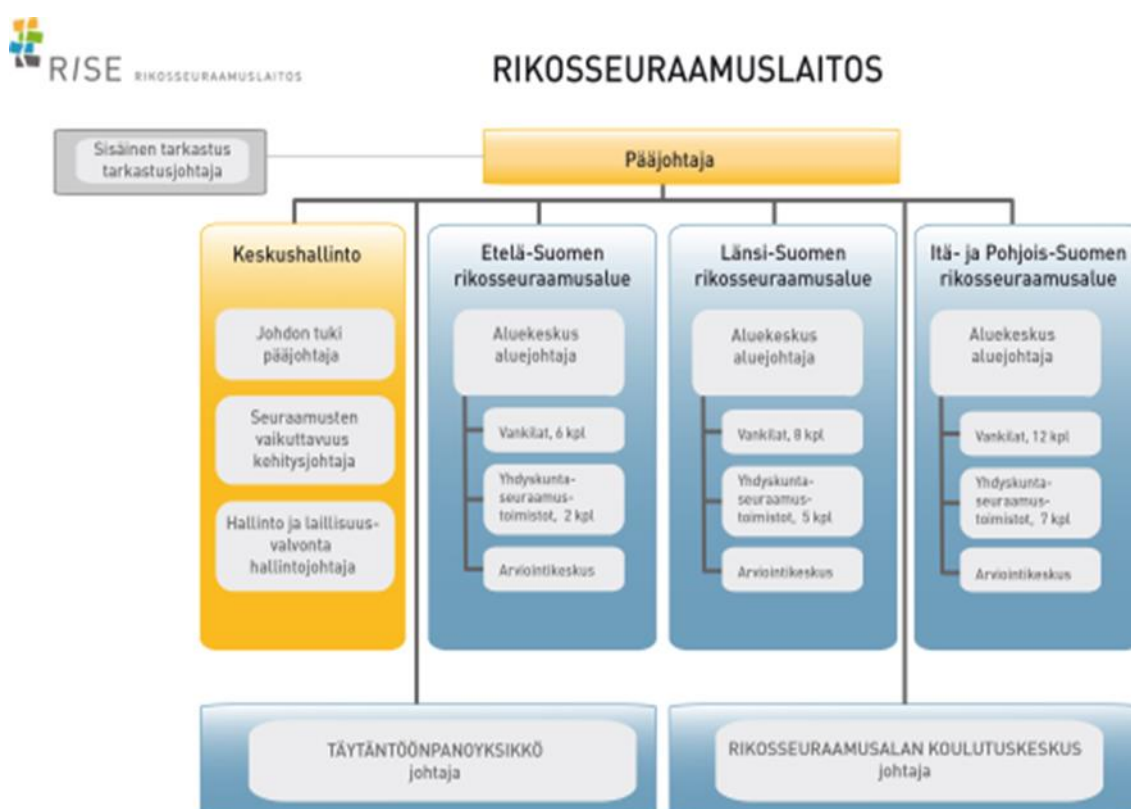 RISE RIKOSSEURAAMUSLAITOS
RIKOSSEURAAMUSLAITOS
Sisäinen tarkastus
tarkastusjohtaja
Pääjohtaja
Keskushallinto
Johdon tuki
pääjohtaja
Seuraamusten
vaikuttavuus
kehitysjohtaja
Hallinto ja laillisuus-
valvonta
hallintojohtaja
Etelä-Suomen
rikosseuraamusalue
Aluekeskus
aluejohtaja
Vankilat, 6 kpl
Yhdyskunta-
seuraamus-
toimistot, 2 kpl
Arviointikeskus
Länsi-Suomen
rikosseuraamusalue
Aluekeskus
aluejohtaja
Vankilat, 8 kpl
Yhdyskunta-
seuraamus-
toimistot, 5 kpl
Arviointikeskus
Itä- ja Pohjois-Suomen
rikosseuraamusalue
Aluekeskus
aluejohtaja
Vankilat, 12 kpl
Yhdyskunta-
seuraamus-
toimistot, 7 kpl
Arviointikeskus
TÄYTÄNTÖÖNPANOYKSIKKÖ
johtaja
RIKOSSEURAAMUSALAN KOULUTUSKESKUS
johtaja